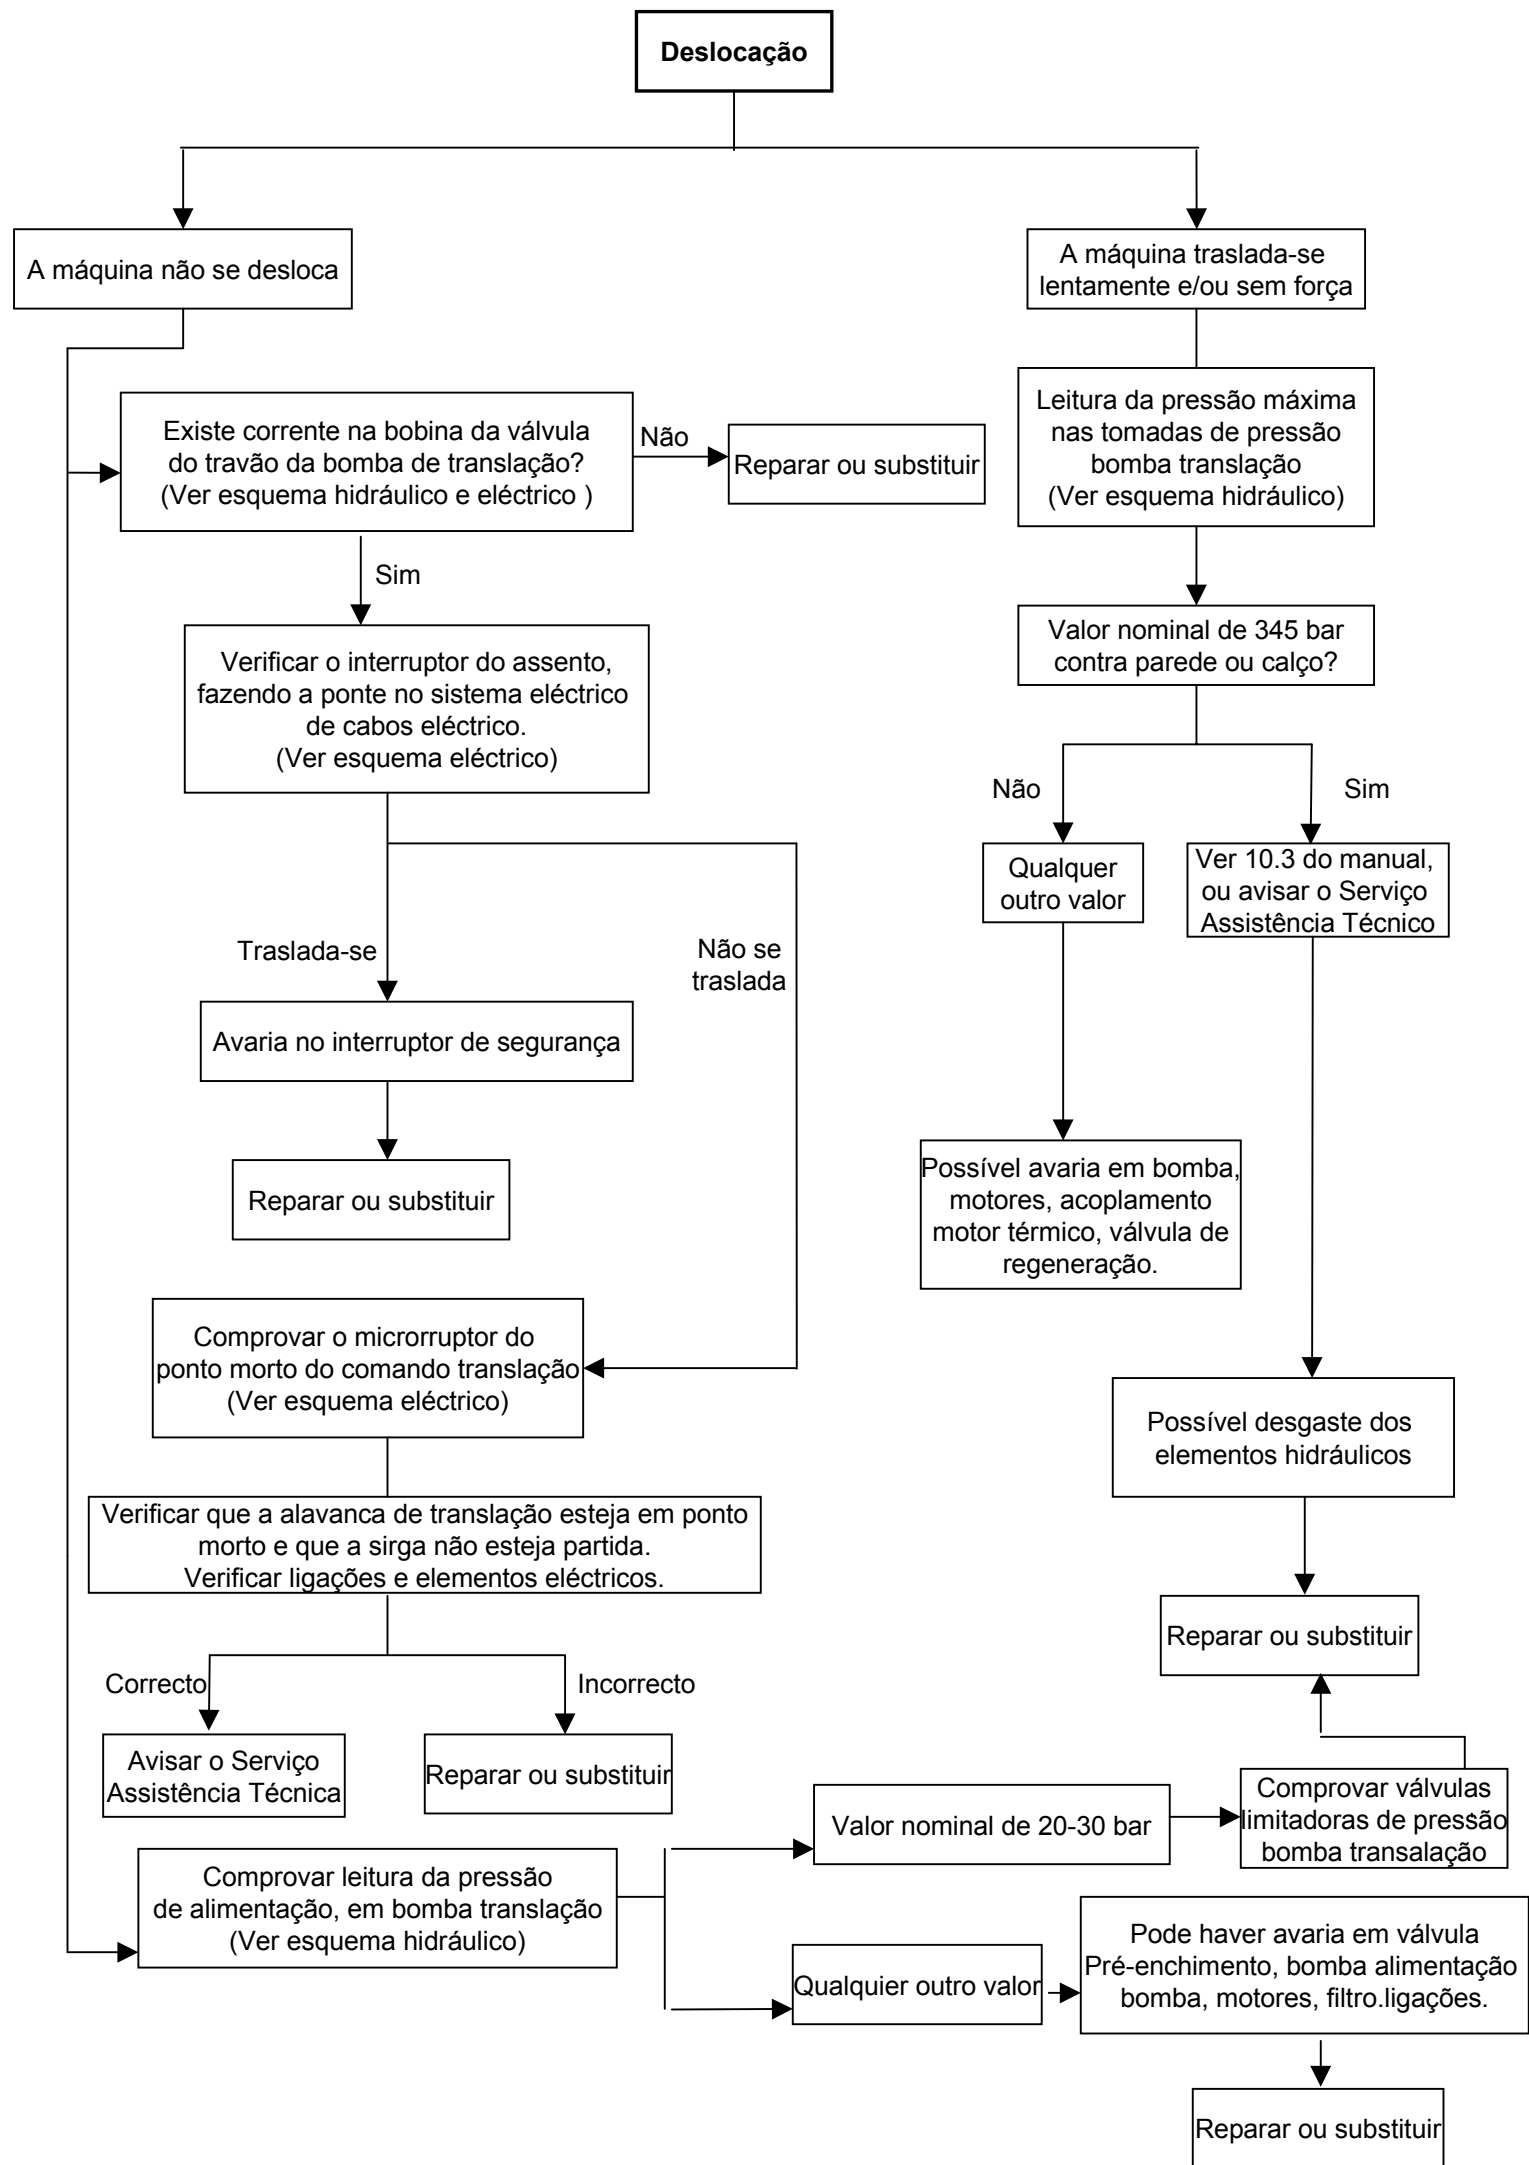 Deslocação
A máquina não se desloca
A máquina traslada-se
lentamente e/ou sem força
Existe corrente na bobina da válvula
do travão da bomba de translação?
(Ver esquema hidráulico e eléctrico )
Não
Reparar ou substituir
Leitura da pressão máxima
nas tomadas de pressão
bomba translação
(Ver esquema hidráulico)
Sim
Verificar o interruptor do assento,
fazendo a ponte no sistema eléctrico
de cabos eléctrico.
(Ver esquema eléctrico)
Valor nominal de 345 bar
contra parede ou calço?
Não
Sim
Qualquer
outro valor
Ver 10.3 do manual,
ou avisar o Serviço
Assistência Técnico
Traslada-se
Não se
traslada
Avaria no interruptor de segurança
Reparar ou substituir
Possível avaria em bomba,
motores, acoplamento
motor térmico, válvula de
regeneração.
Comprovar o microrruptor do
ponto morto do comando translação
(Ver esquema eléctrico)
Possível desgaste dos
elementos hidráulicos
Verificar que a alavanca de translação esteja em ponto
morto e que a sirga não esteja partida.
Verificar ligações e elementos eléctricos.
Reparar ou substituir
Correcto
Incorrecto
Avisar o Serviço
Assistência Técnica
Reparar ou substituir
Valor nominal de 20-30 bar
Comprovar válvulas
limitadoras de pressão
bomba transalação
Comprovar leitura da pressão
de alimentação, em bomba translação
(Ver esquema hidráulico)
Qualquier outro valor
Pode haver avaria em válvula
Pré-enchimento, bomba alimentação
bomba, motores, filtro.ligações.
Reparar ou substituir